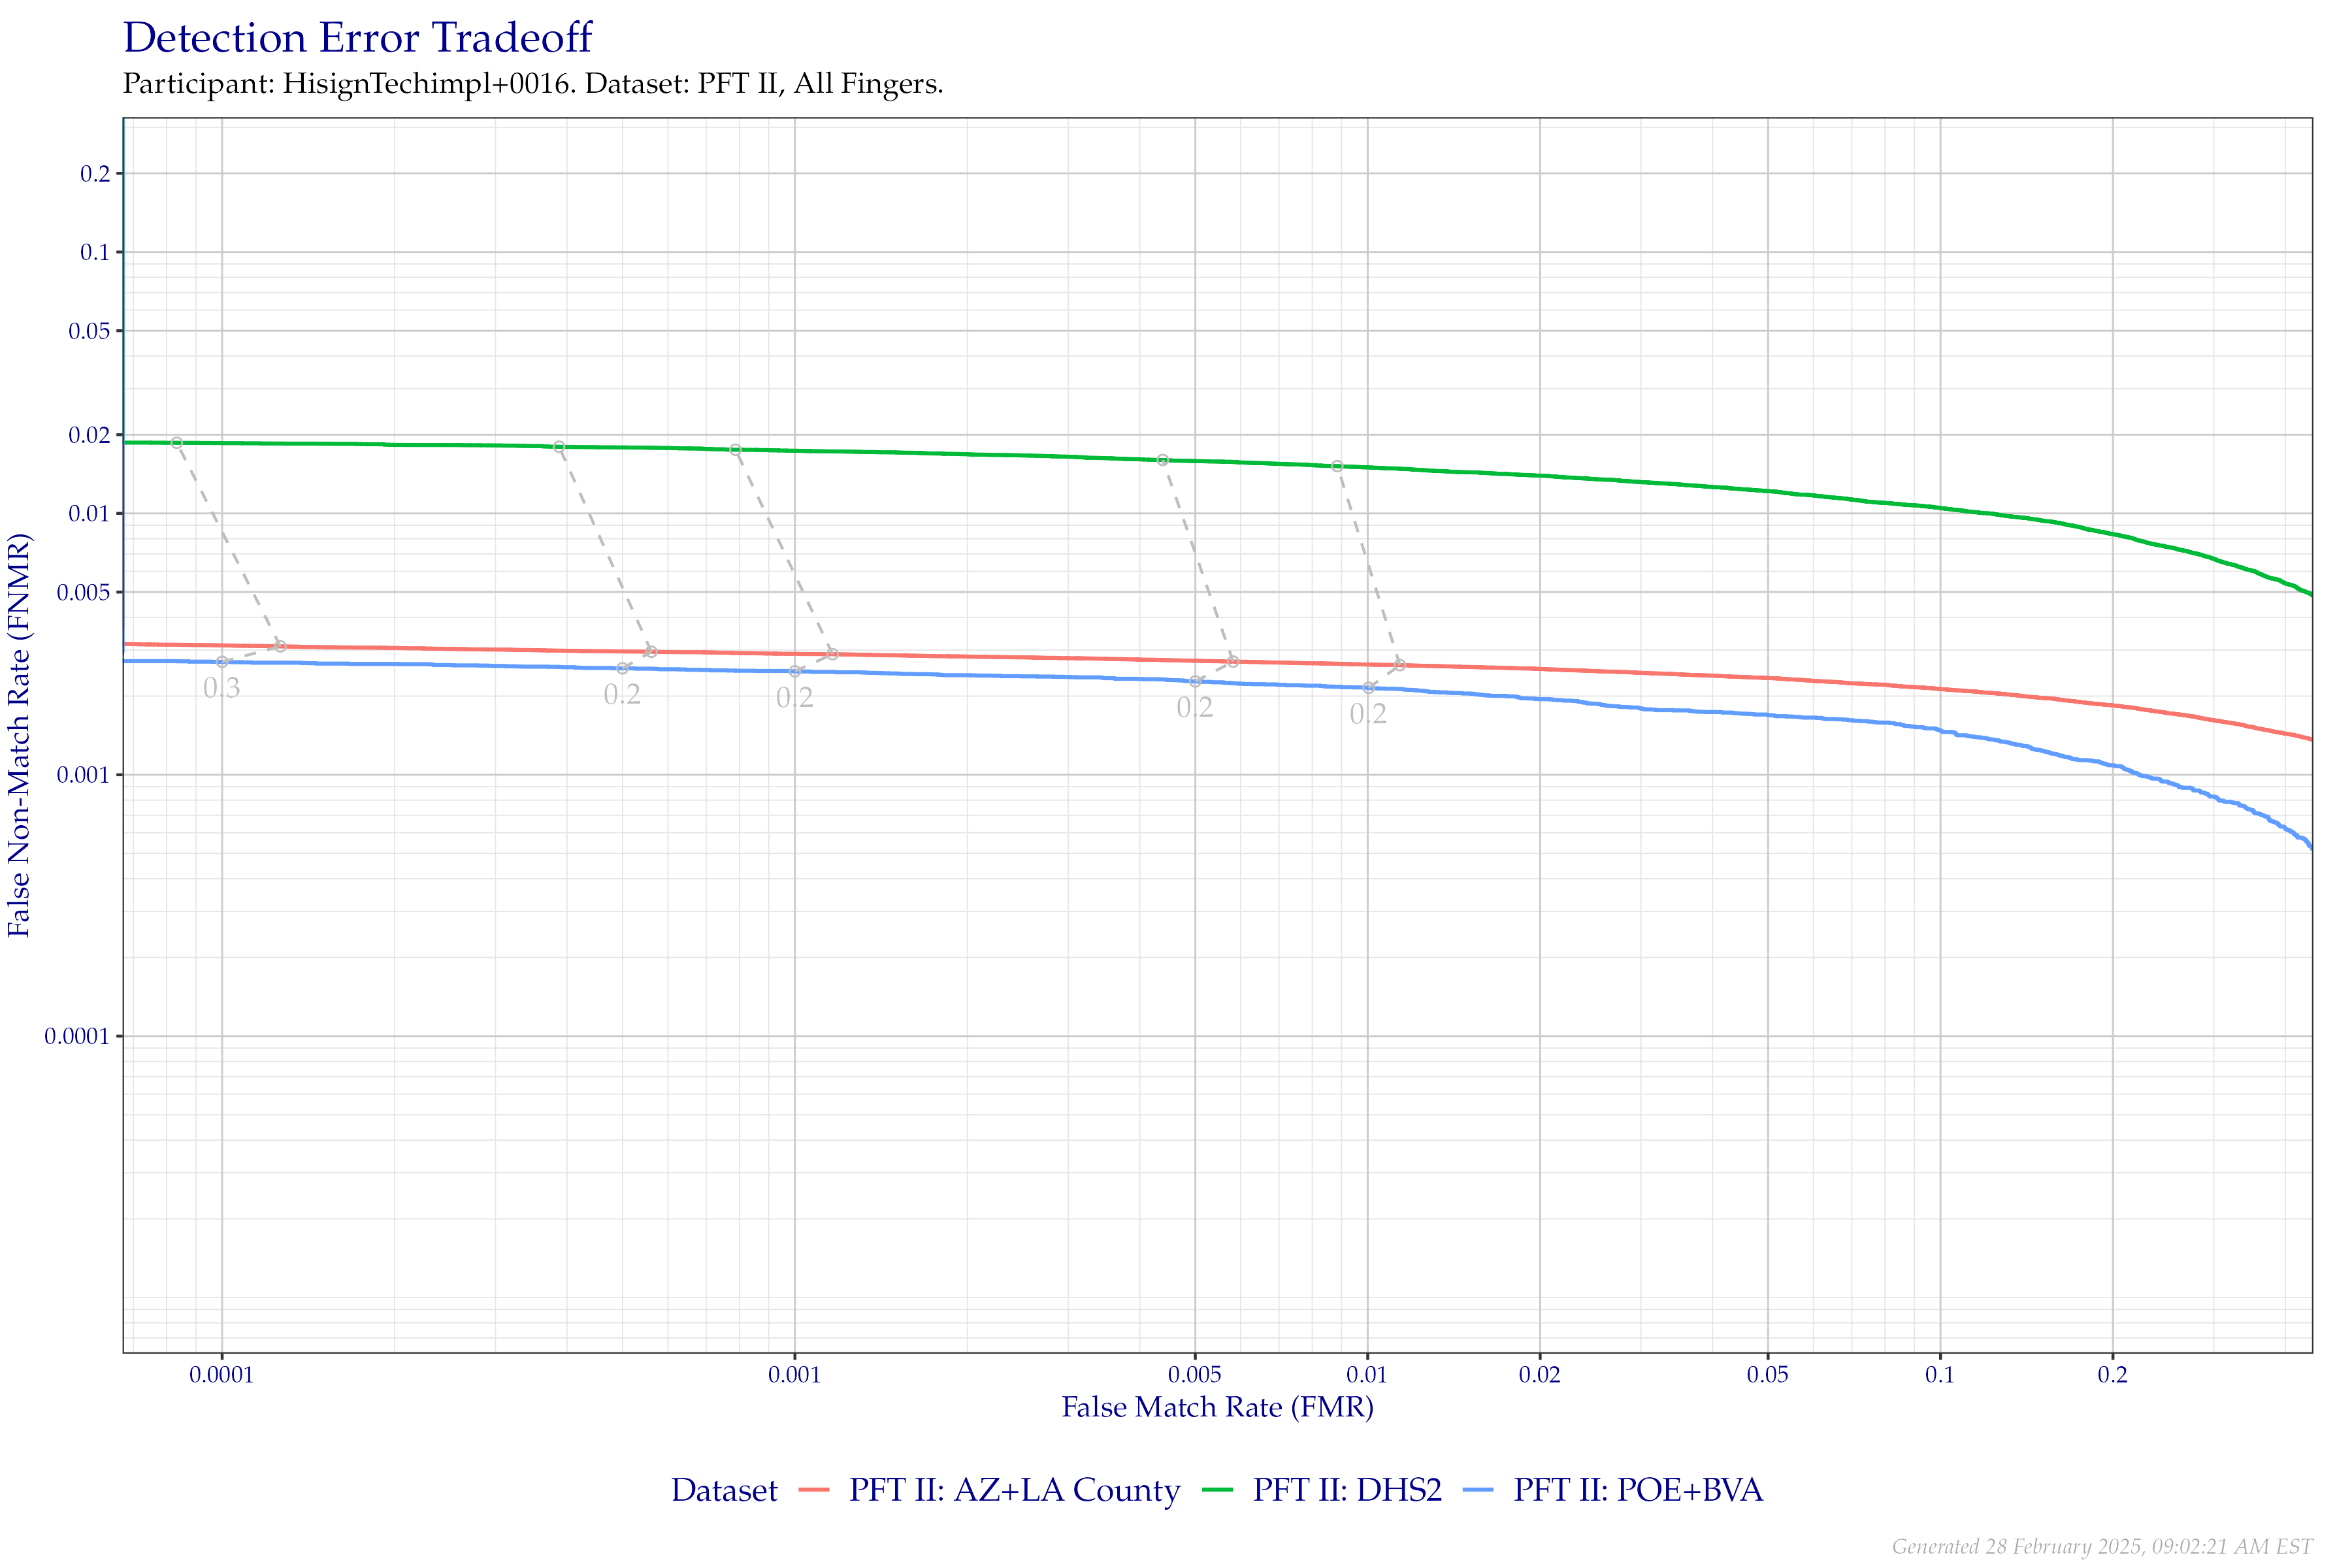 Detection Error Tradeoff
Participant: HisignTechimpl+0016. Dataset: PFT II, All Fingers.
False Non-Match Rate (FNMR)
0.2
0.1
0.05
0.02
0.01
0.005
0.001
0.0001
0.3
0.2
0.2
0.2
0.2
0.0001 0.001 0.005 0.01 0.02 0.05 0.1 0.2
False Match Rate (FMR)
Dataset PFT II: AZ+LA County PFT II: DHS2 PFT II: POE+BVA
Generated 28 February 2025, 09:02:21 AM EST